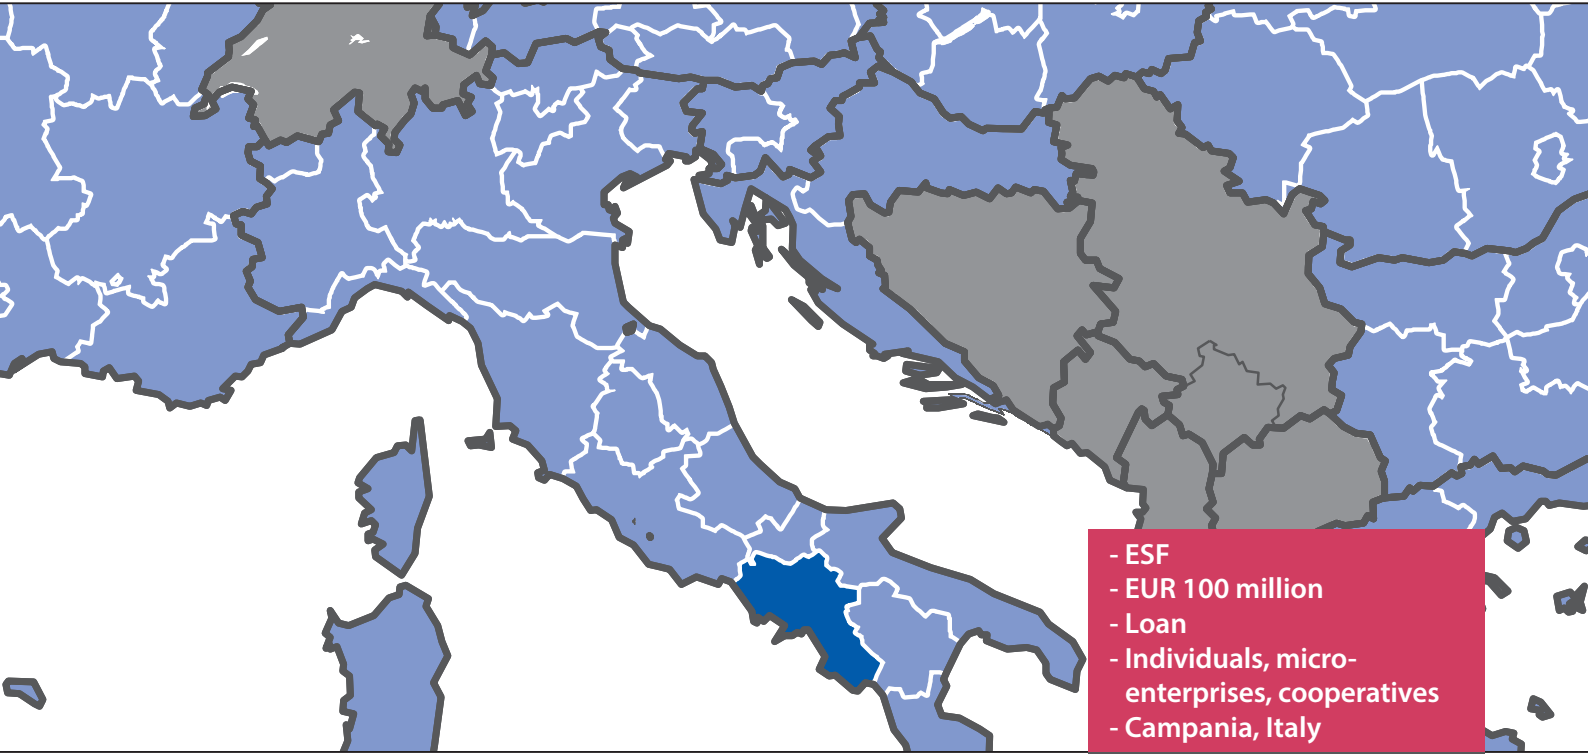 - ESF
- EUR 100 million
- Loan
- Individuals, micro-
enterprises, cooperatives
- Campania, Italy